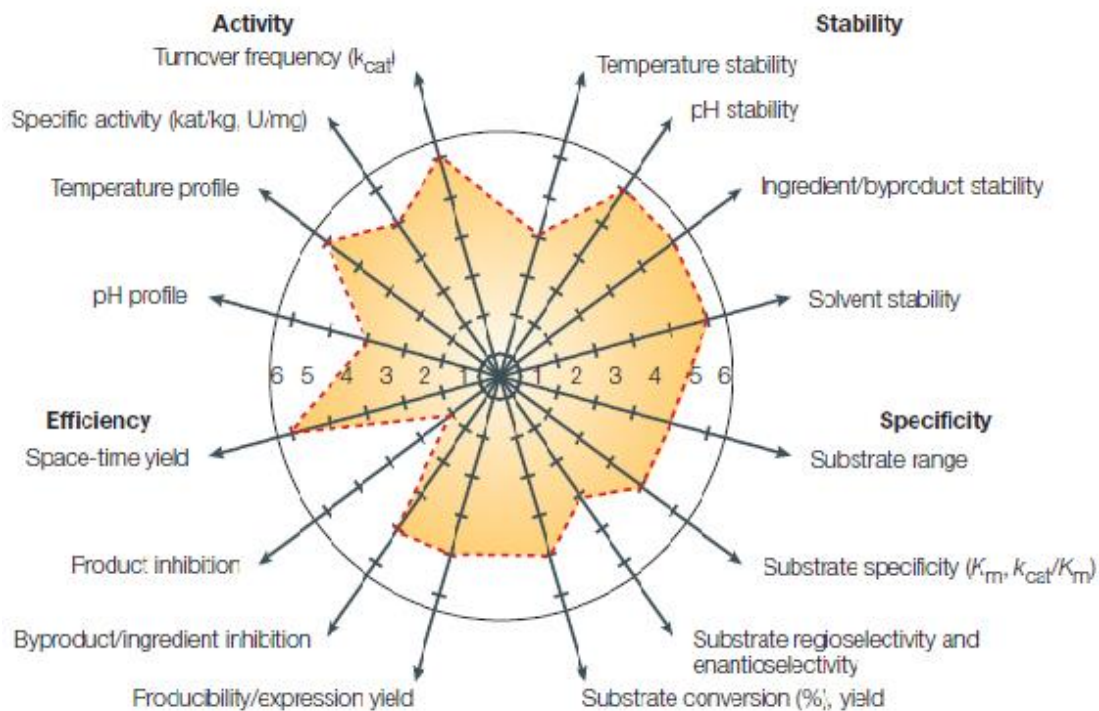 Activity
Stability
Turnover frequency (kcat)
Temperature stability
Specific activity (kat/kg, U/mg)
pH stability
Temperature profile
Ingredient/byproduct stability
pH profile
Solvent stability
6 5 4 3 2 1 1 2 3 4 5 6
Efficiency
Specificity
Space-time yield
Substrate range
Product inhibition
Substrate specificity (Km, kcat/Km)
Byproduct/ingredient inhibition
Substrate regioselectivity and
enantioselectivity
Producibility/expression yield
Substrate conversion (%), yield